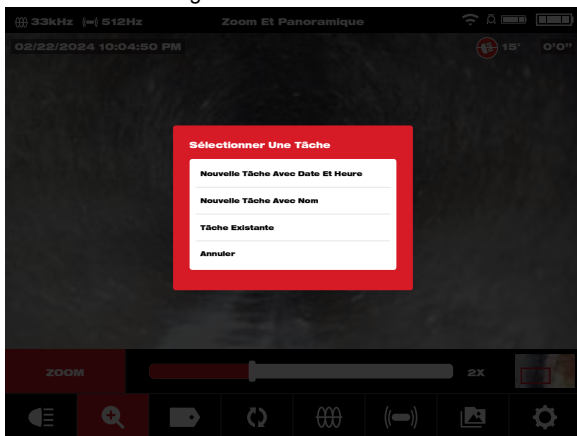 33kHz 512Hz Zoom Et Panoramique
02/22/2024 10:04:50 PM 15° 0'0"
Sélectionner Une Tâche
Nouvelle Tâche Avec Date Et Heure
Nouvelle Tâche Avec Nom
Tâche Existante
Annuler
ZOOM 2X